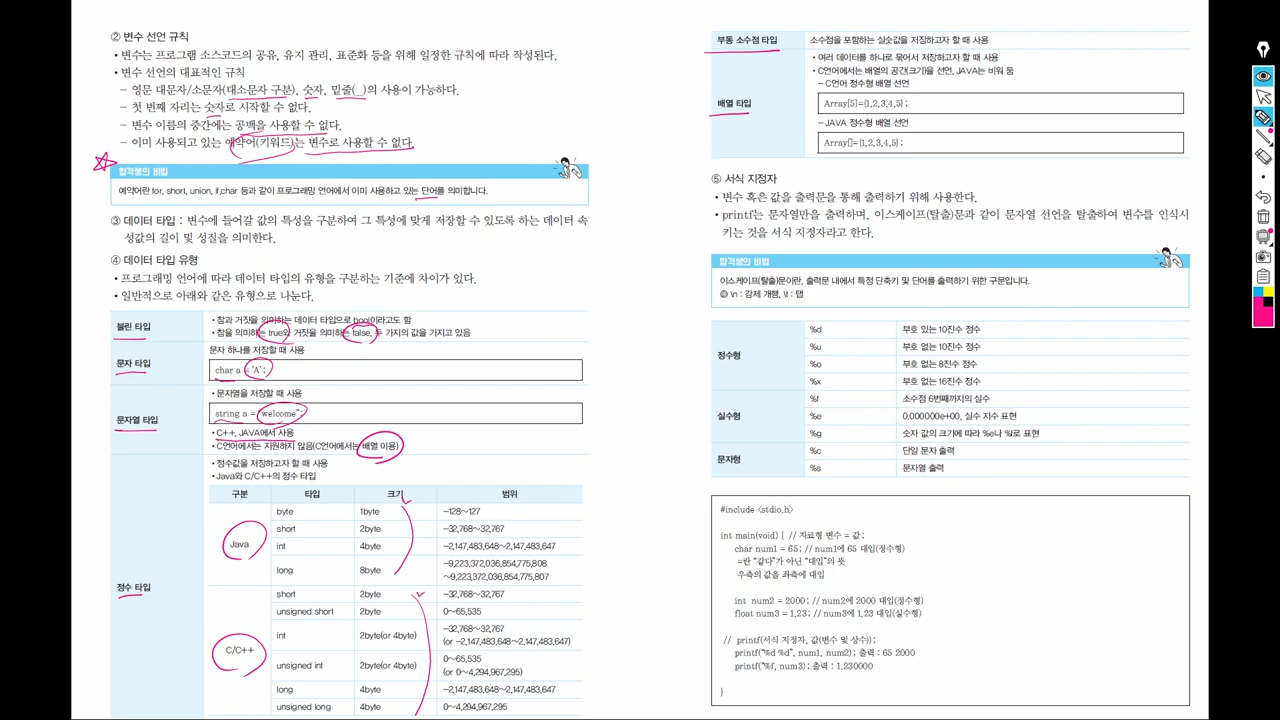 ② 변수 선언 규칙
• 변수는 프로그램 소스코드의 공유, 유지 관리, 표준화 등을 위해 일정한 규칙에 따라 작성된다.
• 변수 선언의 대표적인 규칙
– 영문 대문자/소문자(대소문자 구분), 숫자, 밑줄(_)의 사용이 가능하다.
– 첫 번째 자리는 숫자로 시작할 수 없다.
– 변수 이름의 중간에는 공백을 사용할 수 없다.
– 이미 사용되고 있는 예약어(키워드)는 변수로 사용할 수 없다.
합격생의 비법
예약어란 for, short, union, if,char 등과 같이 프로그래밍 언어에서 이미 사용하고 있는 단어를 의미합니다.
③ 데이터 타입 : 변수에 들어갈 값의 특성을 구분하여 그 특성에 맞게 저장할 수 있도록 하는 데이터 속
성값의 길이 및 성질을 의미한다.
④ 데이터 타입 유형
• 프로그래밍 언어에 따라 데이터 타입의 유형을 구분하는 기준에 차이가 있다.
• 일반적으로 아래와 같은 유형으로 나눈다.
불린 타입
• 참과 거짓을 의미하는 데이터 타입으로 bool이라고도 함
• 참을 의미하는 true와 거짓을 의미하는 false, 두 가지의 값을 가지고 있음
문자 타입
문자 하나를 저장할 때 사용
char a = 'A';
문자열 타입
• 문자열을 저장할 때 사용
string a = "welcome";
• C++, JAVA에서 사용
• C언어에서는 지원하지 않음(C언어에서는 배열 이용)
정수 타입
• 정수값을 저장하고자 할 때 사용
• Java와 C/C++의 정수 타입
구분 타입 크기 범위
Java
byte 1byte –128~127
short 2byte –32,768~32,767
int 4byte –2,147,483,648~2,147,483,647
long 8byte –9,223,372,036,854,775,808
~9,223,372,036,854,775,807
C/C++
short 2byte –32,768~32,767
unsigned short 2byte 0~65,535
int 2byte(or 4byte) –32,768~32,767
(or –2,147,483,648~2,147,483,647)
unsigned int 2byte(or 4byte) 0~65,535
(or 0~4,294,967,295)
long 4byte –2,147,483,648~2,147,483,647
unsigned long 4byte 0~4,294,967,295
부동 소수점 타입 소수점을 포함하는 실숫값을 저장하고자 할 때 사용
배열 타입
• 여러 데이터를 하나로 묶어서 저장하고자 할 때 사용
• C언어에서는 배열의 공간(크기)을 선언, JAVA는 비워 둠
– C언어 정수형 배열 선언
Array[5]={1,2,3,4,5};
– JAVA 정수형 배열 선언
Array[]={1,2,3,4,5};
⑤ 서식 지정자
• 변수 혹은 값을 출력문을 통해 출력하기 위해 사용한다.
• printf는 문자열만을 출력하며, 이스케이프(탈출)문과 같이 문자열 선언을 탈출하여 변수를 인식시
키는 것을 서식 지정자라고 한다.
합격생의 비법
이스케이프(탈출)문이란, 출력문 내에서 특정 단축키 및 단어를 출력하기 위한 구문입니다.
예 \n : 강제 개행, \t : 탭
정수형
%d 부호 있는 10진수 정수
%u 부호 없는 10진수 정수
%o 부호 없는 8진수 정수
%x 부호 없는 16진수 정수
실수형
%f 소수점 6번째까지의 실수
%e 0.000000e+00, 실수 지수 표현
%g 숫자 값의 크기에 따라 %e나 %f로 표현
문자형
%c 단일 문자 출력
%s 문자열 출력
#include <stdio.h>
int main(void) { // 자료형 변수 = 값;
char num1 = 65; // num1에 65 대입(정수형)
=란 "같다"가 아닌 "대입"의 뜻
우측의 값을 좌측에 대입
int num2 = 2000; // num2에 2000 대입(정수형)
float num3 = 1.23; // num3에 1.23 대입(실수형)
// printf(서식 지정자, 값(변수 및 상수));
printf("%d %d", num1, num2); 출력 : 65 2000
printf("%f, num3); 출력 : 1.230000
}